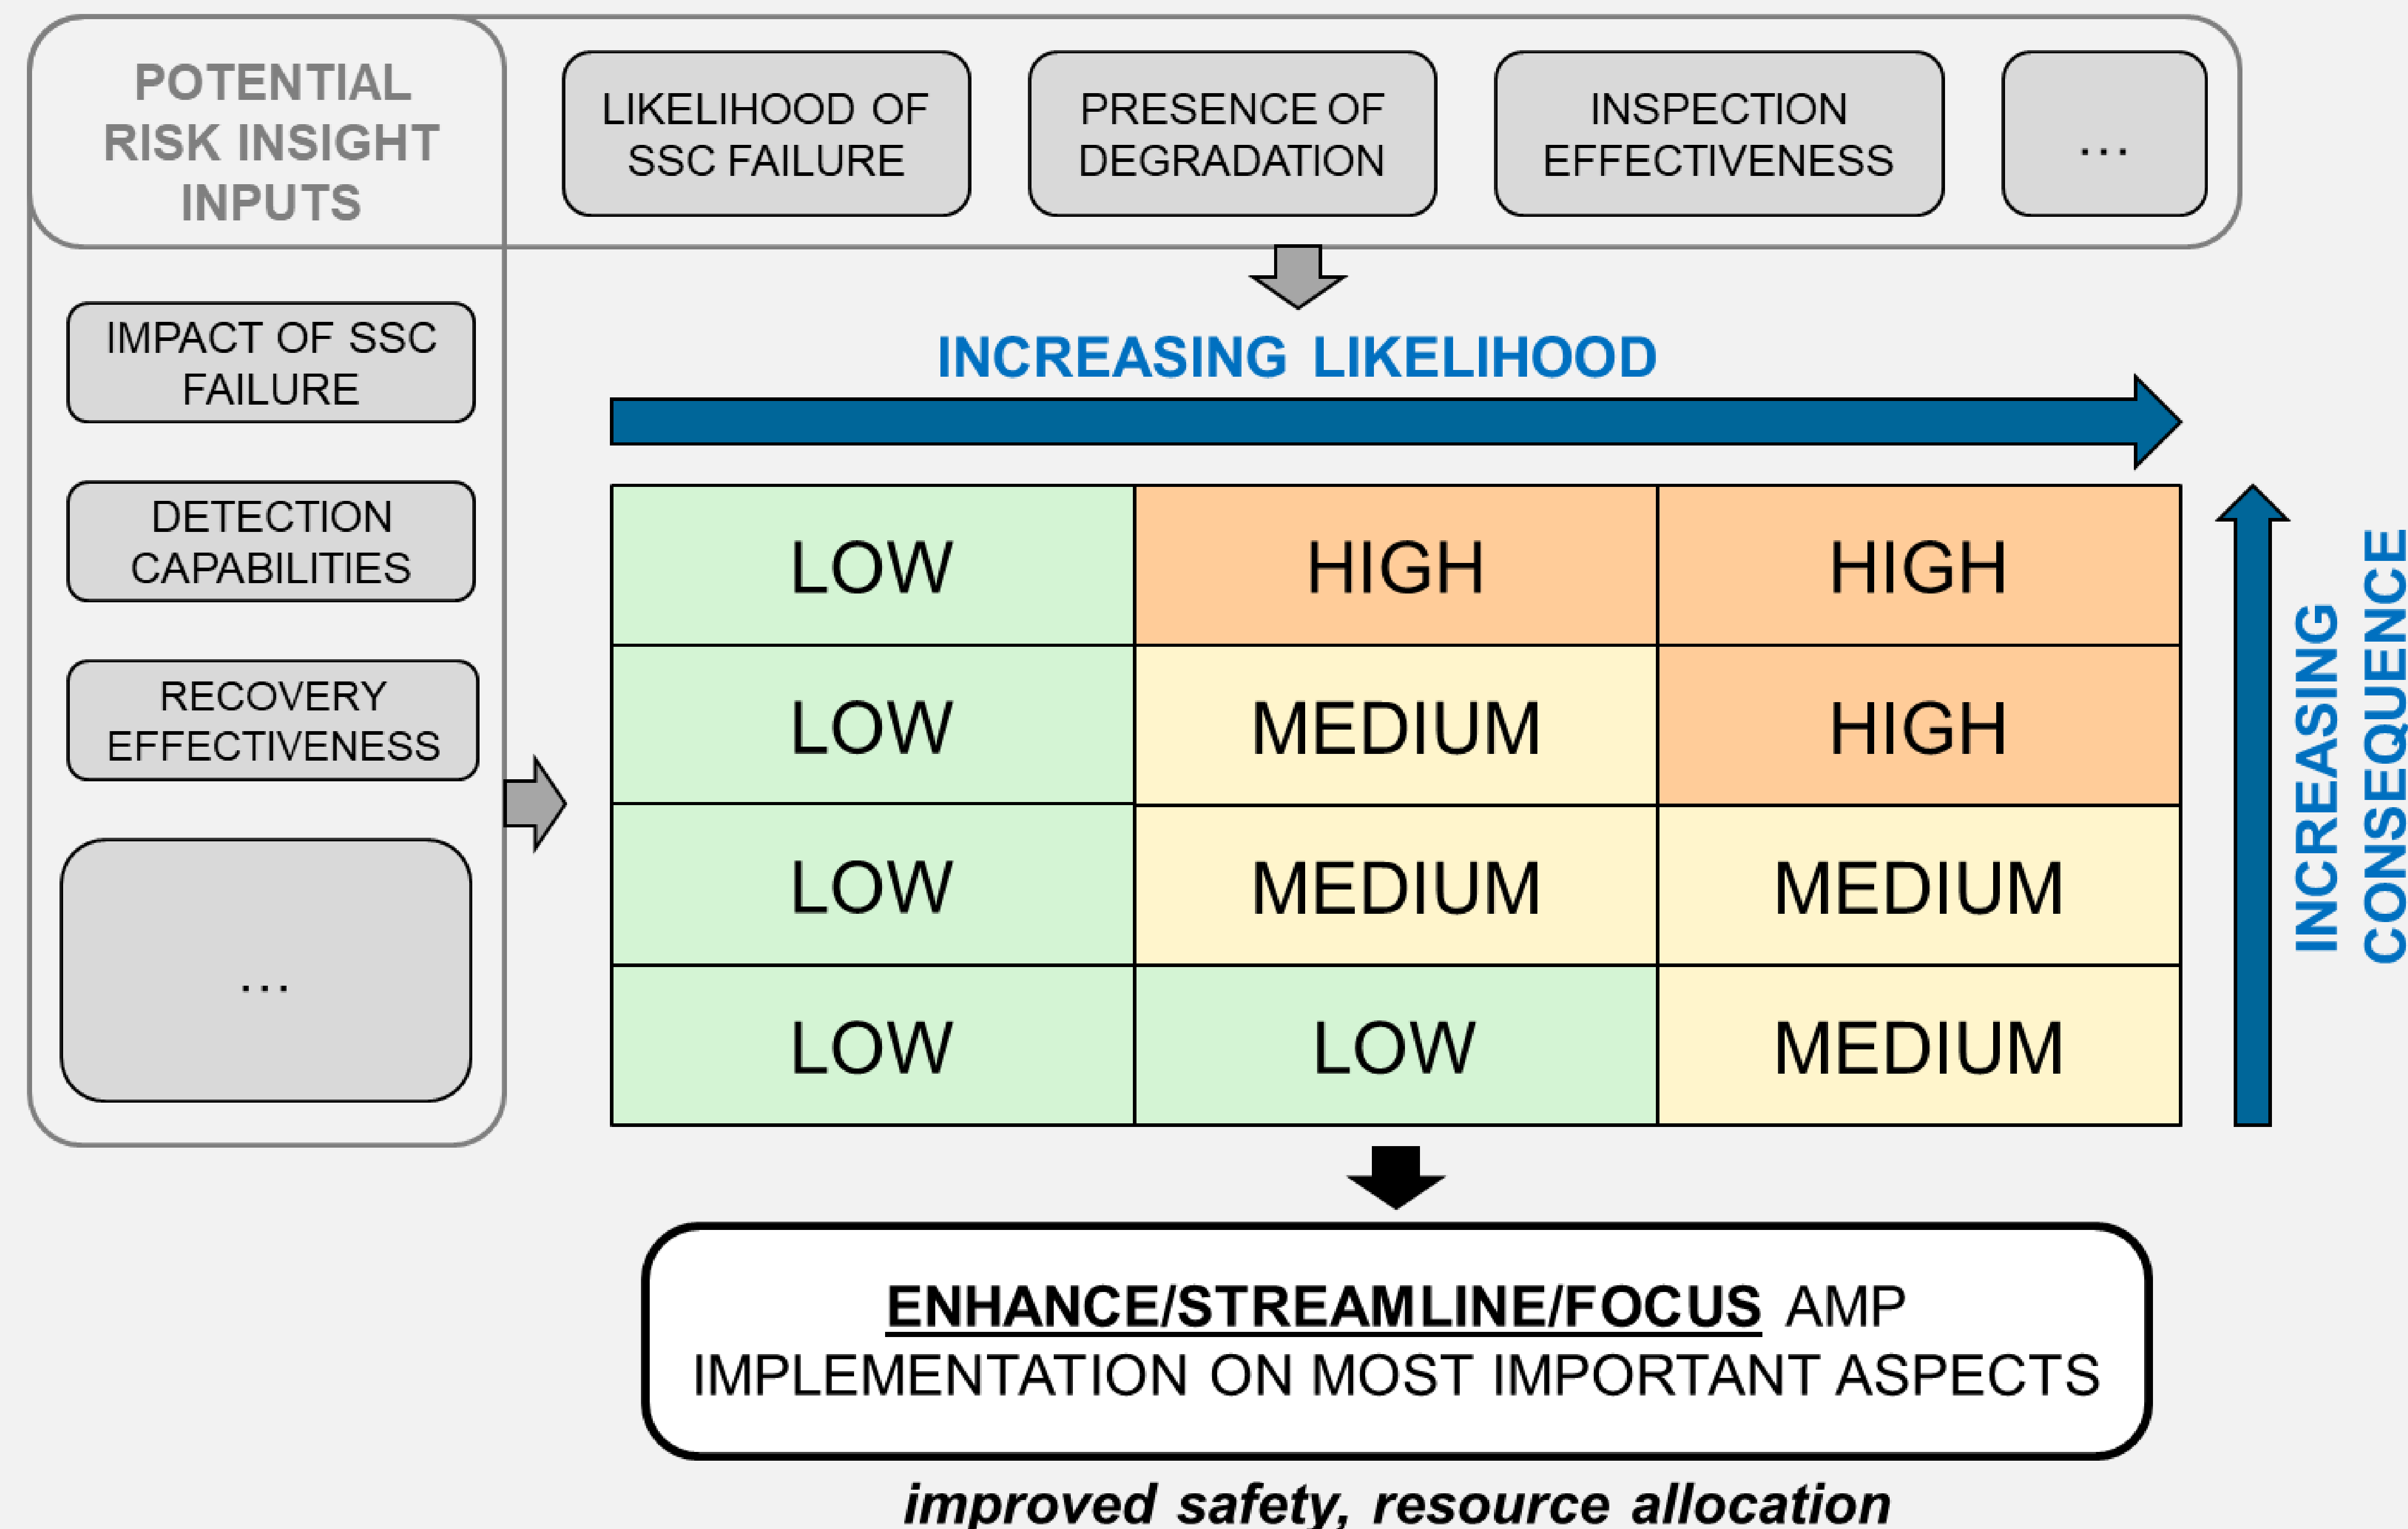 POTENTIAL
RISK INSIGHT
INPUTS
LIKELIHOOD OF
SSC FAILURE
PRESENCE OF
DEGRADATION
INSPECTION
EFFECTIVENESS
...
IMPACT OF SSC
FAILURE
DETECTION
CAPABILITIES
RECOVERY
EFFECTIVENESS
...
INCREASING LIKELIHOOD
LOW HIGH HIGH
LOW MEDIUM HIGH
LOW MEDIUM MEDIUM
LOW LOW MEDIUM
INCREASING
CONSEQUENCE
ENHANCE/STREAMLINE/FOCUS AMP
IMPLEMENTATION ON MOST IMPORTANT ASPECTS
improved safety, resource allocation